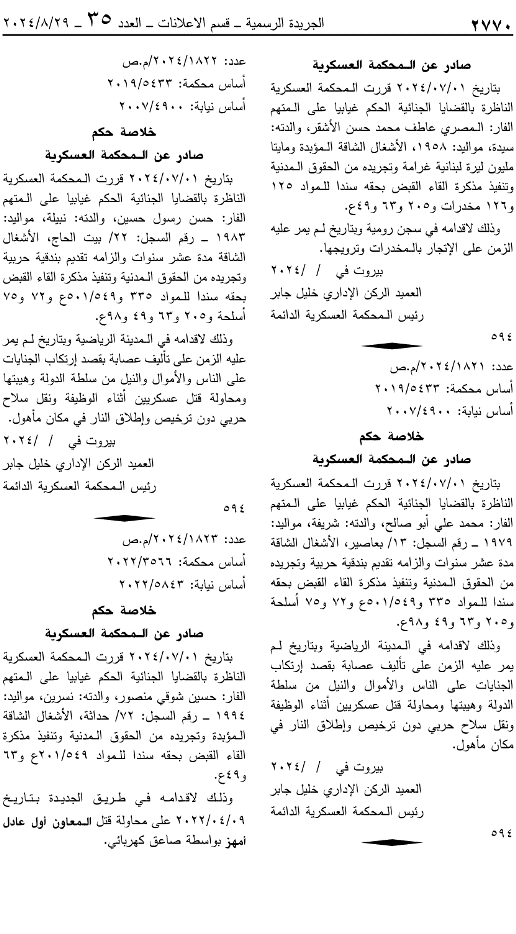 ٢٧٧٠
الجريدة الرسمية – قسم الاعلانات – العدد ٣٥ – ٢٠٢٤/٨/٢٩
صادر عن المحكمة العسكرية
بتاريخ ٢٠٢٤/٠٧/٠١ قررت المحكمة العسكرية
الناظرة بالقضايا الجنائية الحكم غيابيا على المتهم
الفار: المصري عاطف محمد حسن الأشقر، والدته:
سيدة، مواليد: ١٩٥٨، الأشغال الشاقة المؤبدة ومايتا
مليون ليرة لبنانية غرامة وتجريده من الحقوق المدنية
وتنفيذ مذكرة القاء القبض بحقه سندا للمواد ١٢٥
و١٢٦ مخدرات و٢٠٥ و٦٣ و٤٩ع.
وذلك لاقدامه في سجن رومية وبتاريخ لم يمر عليه
الزمن على الإتجار بالمخدرات وترويجها.
بيروت في / / ٢٠٢٤
العميد الركن الإداري خليل جابر
رئيس المحكمة العسكرية الدائمة
٥٩٤
عدد: ٢٠٢٤/١٨٢١/م.ص
أساس محكمة: ٢٠١٩/٥٤٣٣
أساس نيابة: ٢٠٠٧/٤٩٠٠
خلاصة حكم
صادر عن المحكمة العسكرية
بتاريخ ٢٠٢٤/٠٧/٠١ قررت المحكمة العسكرية
الناظرة بالقضايا الجنائية الحكم غيابيا على المتهم
الفار: محمد علي أبو صالح، والدته: شريفة، مواليد:
١٩٧٩ – رقم السجل: ١٣/ بعاصير، الأشغال الشاقة
مدة عشر سنوات والزامه تقديم بندقية حربية وتجريده
من الحقوق المدنية وتنفيذ مذكرة القاء القبض بحقه
سندا للمواد ٣٣٥ و٥٠١/٥٤٩ع و٧٢ و٧٥ أسلحة
و٢٠٥ و٦٣ و٤٩ و٩٨ع.
وذلك لاقدامه في المدينة الرياضية وبتاريخ لم
يمر عليه الزمن على تأليف عصابة بقصد إرتكاب
الجنايات على الناس والأموال والنيل من سلطة
الدولة وهيبتها ومحاولة قتل عسكريين أثناء الوظيفة
ونقل سلاح حربي دون ترخيص وإطلاق النار في
مكان مأهول.
بيروت في / / ٢٠٢٤
العميد الركن الإداري خليل جابر
رئيس المحكمة العسكرية الدائمة
٥٩٤
عدد: ٢٠٢٤/١٨٢٢/م.ص
أساس محكمة: ٢٠١٩/٥٤٣٣
أساس نيابة: ٢٠٠٧/٤٩٠٠
خلاصة حكم
صادر عن المحكمة العسكرية
بتاريخ ٢٠٢٤/٠٧/٠١ قررت المحكمة العسكرية
الناظرة بالقضايا الجنائية الحكم غيابيا على المتهم
الفار: حسن رسول حسين، والدته: نبيلة، مواليد:
١٩٨٣ – رقم السجل: ٢٢/ بيت الحاج، الأشغال
الشاقة مدة عشر سنوات والزامه تقديم بندقية حربية
وتجريده من الحقوق المدنية وتنفيذ مذكرة القاء القبض
بحقه سندا للمواد ٣٣٥ و٥٠١/٥٤٩ع و٧٢ و٧٥
أسلحة و٢٠٥ و٦٣ و٤٩ و٩٨ع.
وذلك لاقدامه في المدينة الرياضية وبتاريخ لم يمر
عليه الزمن على تأليف عصابة بقصد إرتكاب الجنايات
على الناس والأموال والنيل من سلطة الدولة وهيبتها
ومحاولة قتل عسكريين أثناء الوظيفة ونقل سلاح
حربي دون ترخيص وإطلاق النار في مكان مأهول.
بيروت في / / ٢٠٢٤
العميد الركن الإداري خليل جابر
رئيس المحكمة العسكرية الدائمة
٥٩٤
عدد: ٢٠٢٤/١٨٢٣/م.ص
أساس محكمة: ٢٠٢٢/٣٥٦٦
أساس نيابة: ٢٠٢٢/٥٨٤٣
خلاصة حكم
صادر عن المحكمة العسكرية
بتاريخ ٢٠٢٤/٠٧/٠١ قررت المحكمة العسكرية
الناظرة بالقضايا الجنائية الحكم غيابيا على المتهم
الفار: حسين شوقي منصور، والدته: نسرين، مواليد:
١٩٩٤ – رقم السجل: ٧٢/ حداثة، الأشغال الشاقة
المؤبدة وتجريده من الحقوق المدنية وتنفيذ مذكرة
القاء القبض بحقه سندا للمواد ٢٠١/٥٤٩ع و٦٣
و٤٩ع.
وذلك لاقدامه في طريق الجديدة بتاريخ
٢٠٢٢/٠٤/٠٩ على محاولة قتل المعاون أول عادل
أمهز بواسطة صاعق كهربائي.